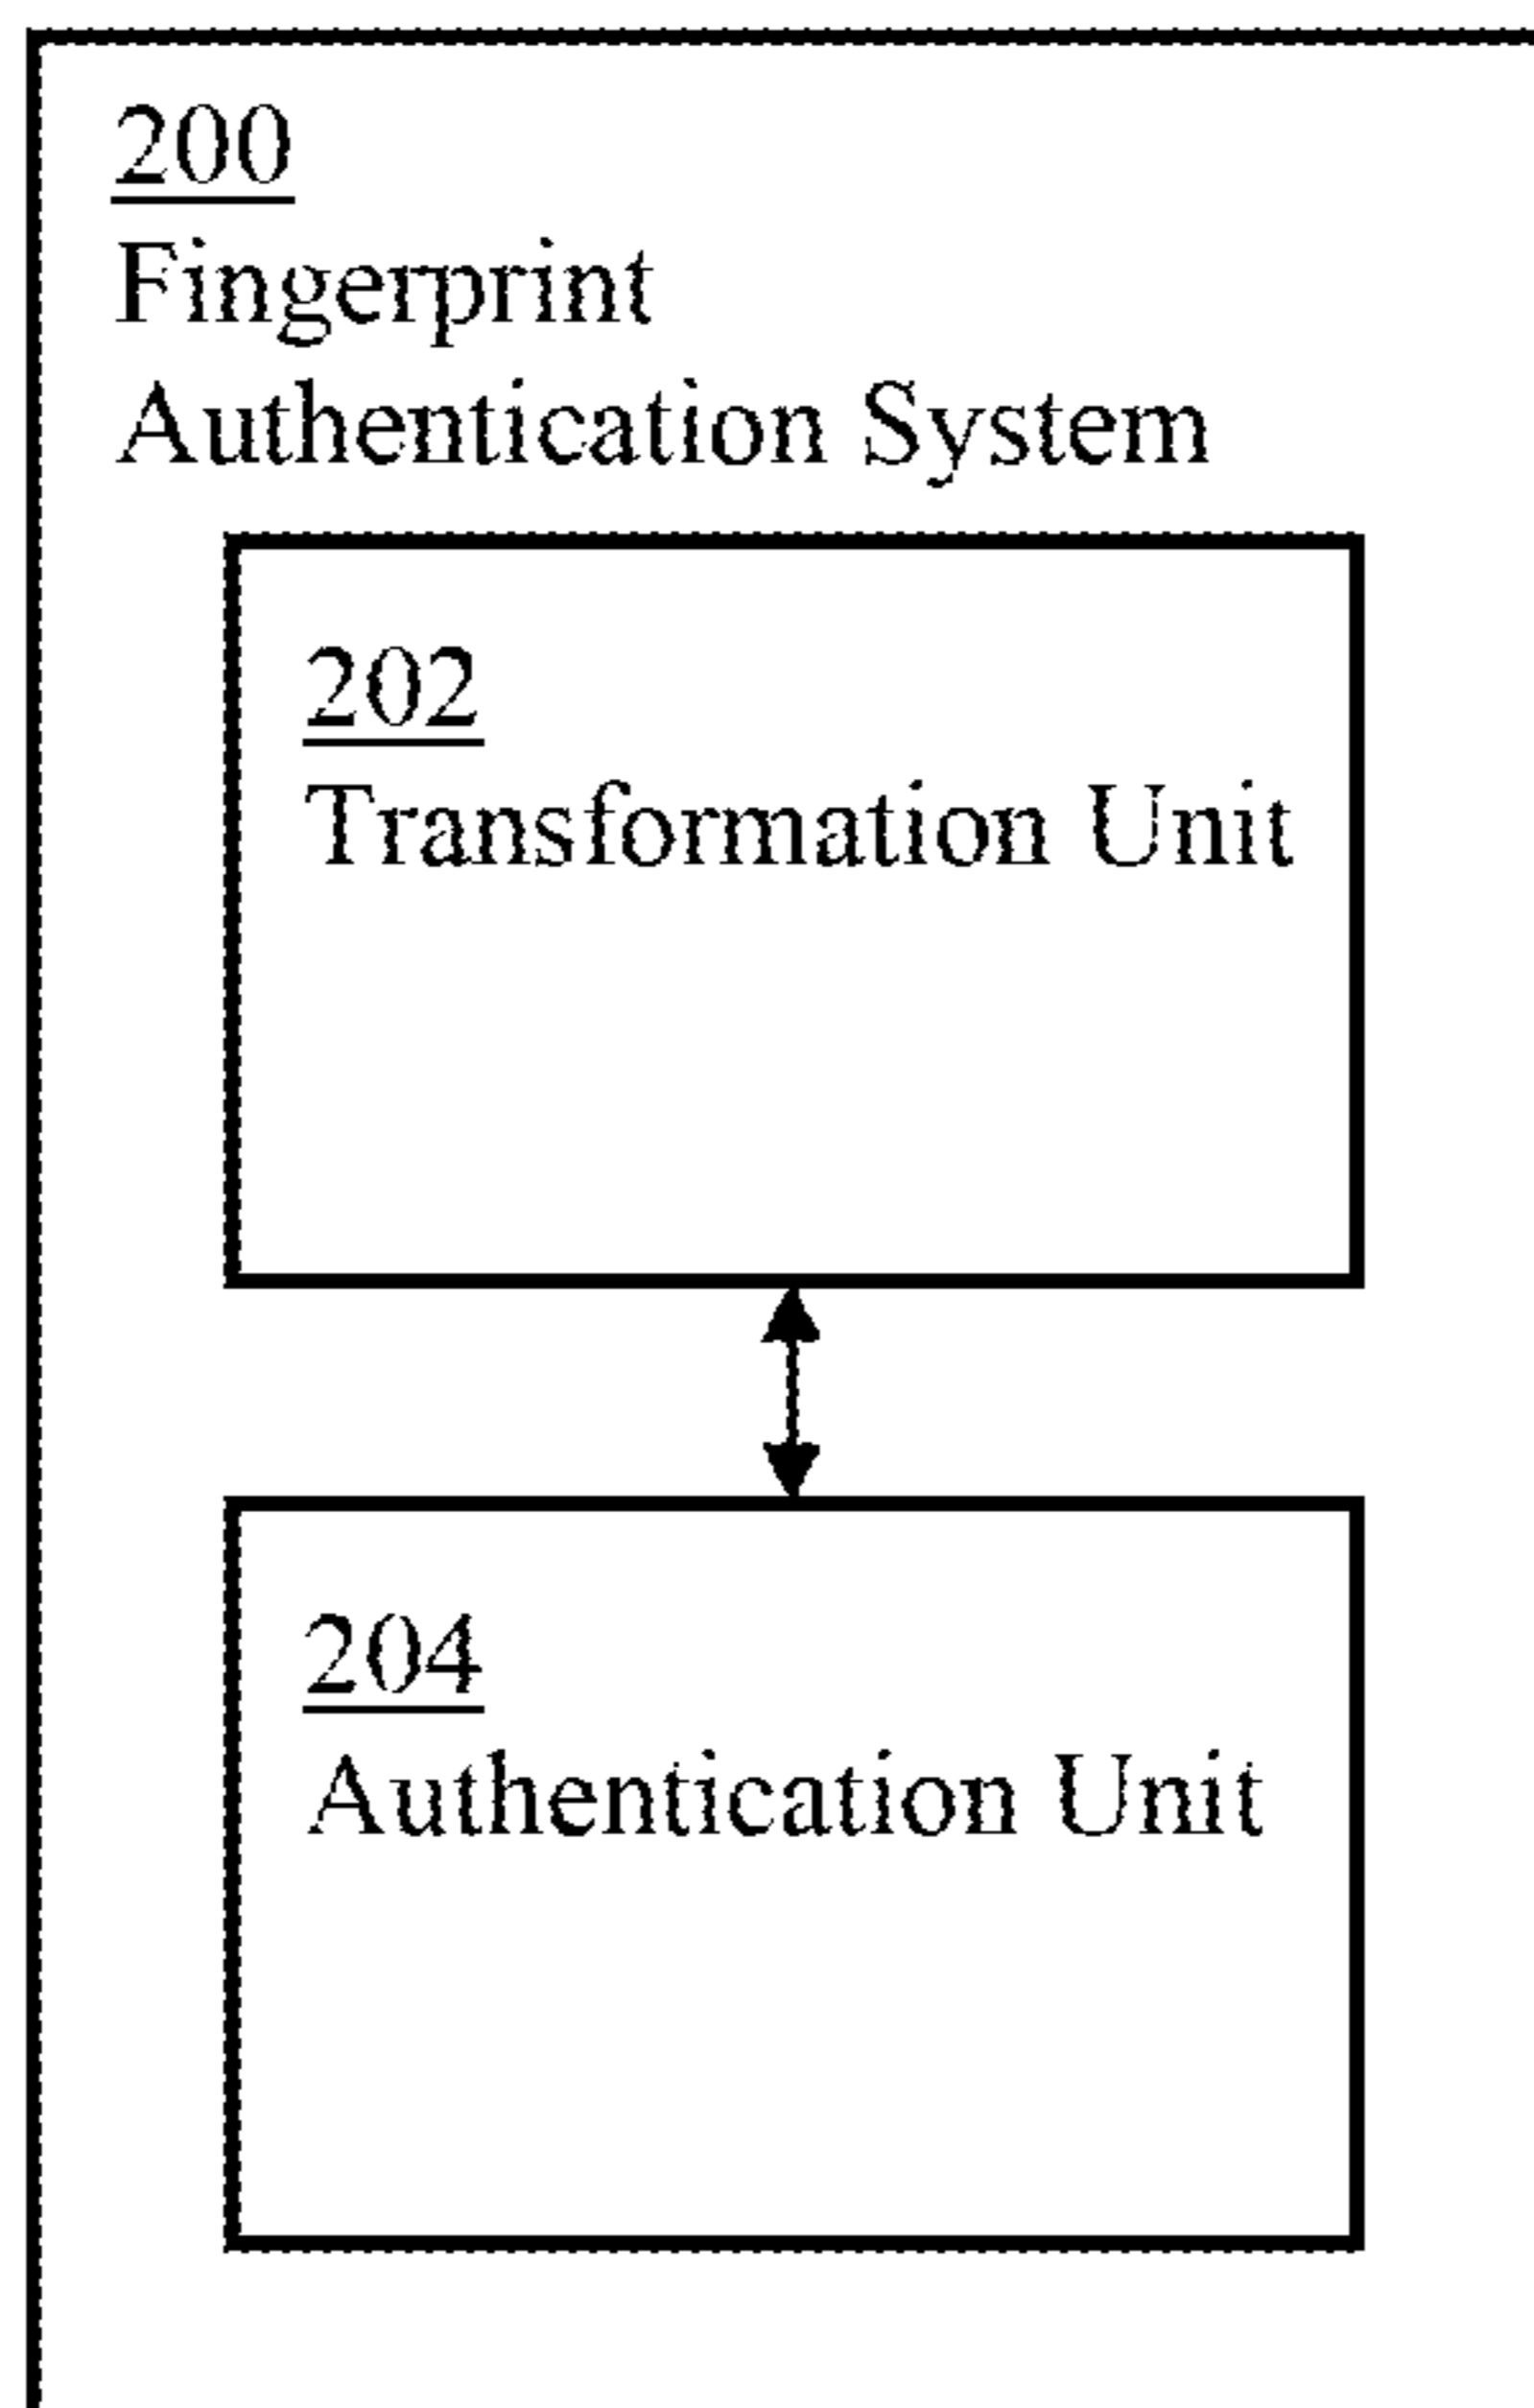 200
Fingerprint
Authentication System
202
Transformation Unit
204
Authentication Unit